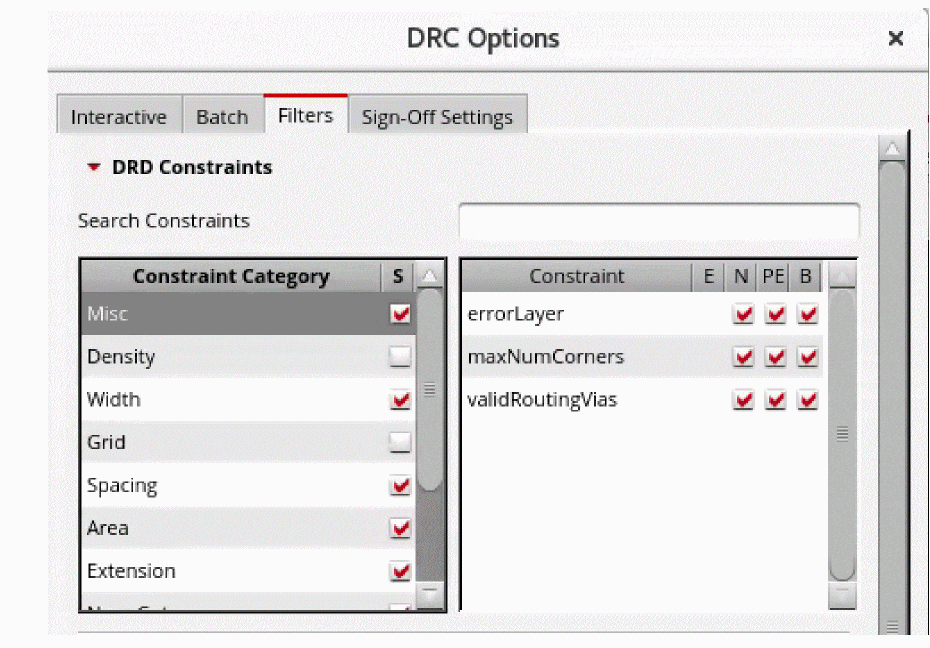 DRC Options
Interactive Batch Filters Sign-Off Settings
DRD Constraints
Search Constraints
Constraint Category S Constraint E N PE B
Misc errorLayer
Density maxNumCorners
Width validRoutingVias
Grid
Spacing
Area
Extension